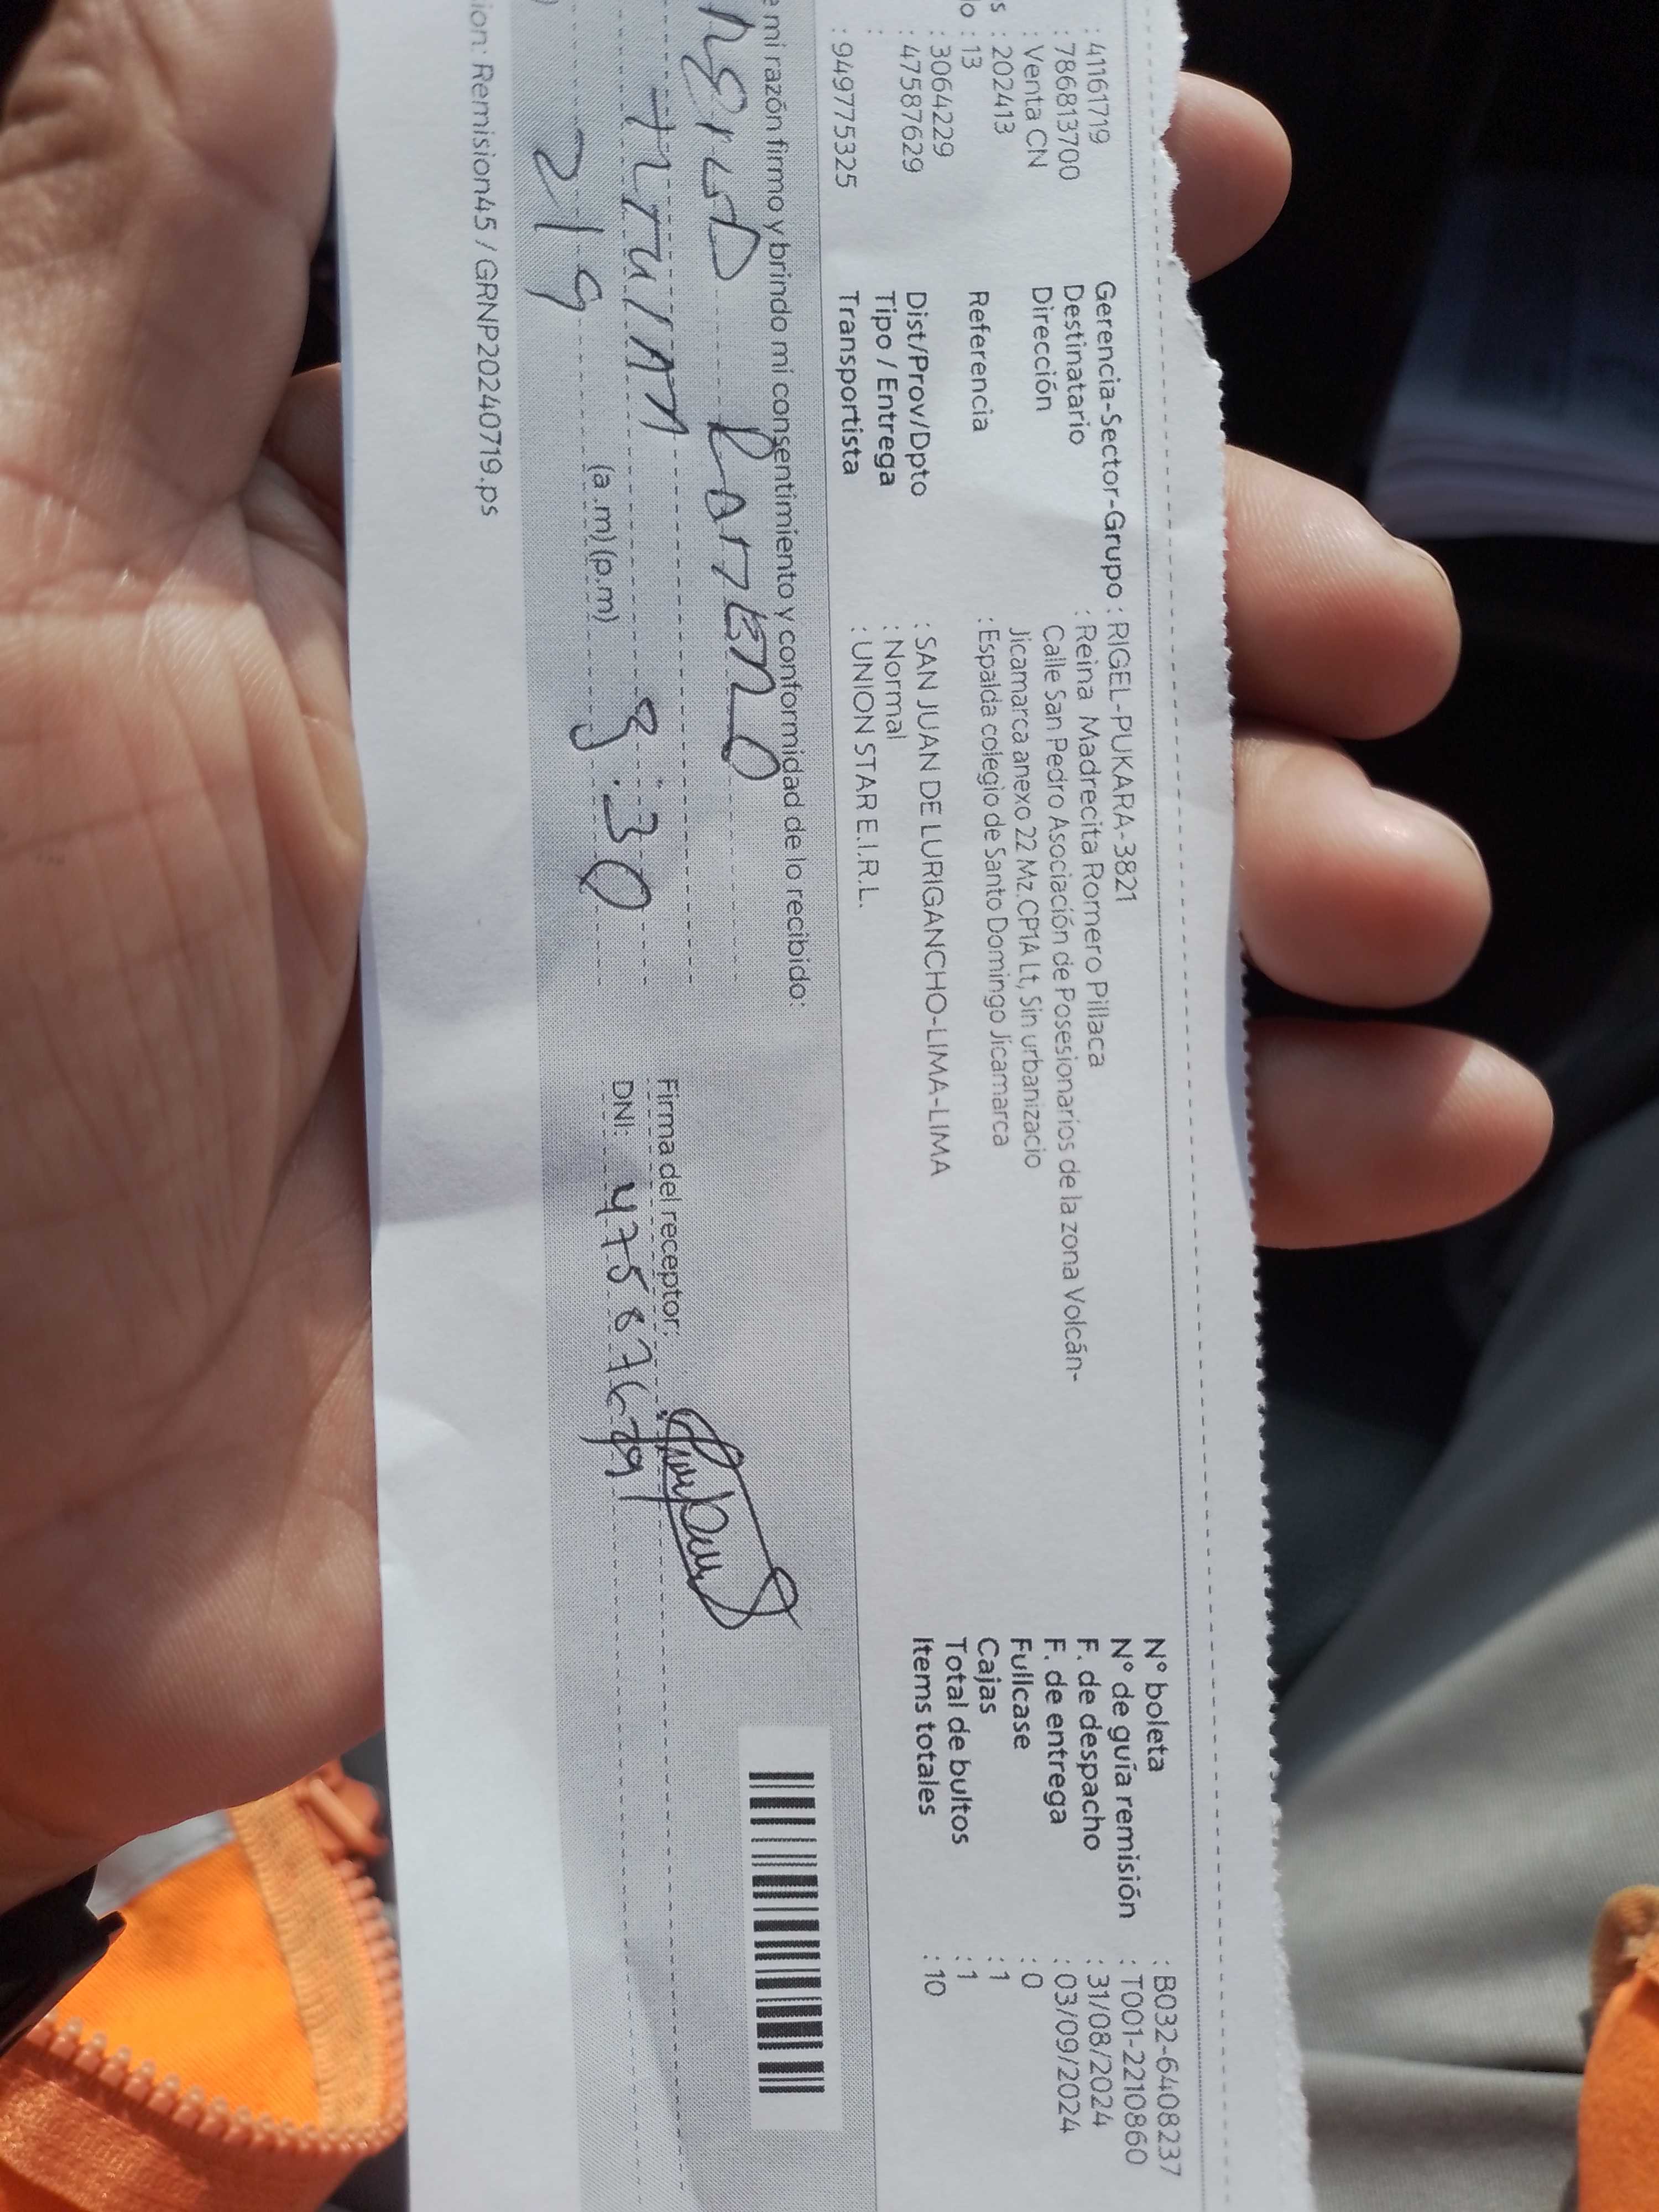 : 41161719
: 786813700
: Venta CN
s : 202413
do : 13
: 3064229
: 47587629
:
: 949775325
Gerencia-Sector-Grupo : RIGEL-PUKARA-3821
Destinatario : Reina Madrecita Romero Pillaca
Dirección Calle San Pedro Asociación de Posesionarios de la zona Volcán-
Jicamarca anexo 22 Mz.CP1A Lt, Sin urbanizacio
Referencia : Espalda colegio de Santo Domingo Jicamarca
Dist/Prov/Dpto : SAN JUAN DE LURIGANCHO-LIMA-LIMA
Tipo / Entrega : Normal
Transportista : UNION STAR E.I.R.L.
N° boleta : B032-6408237
N° de guía remisión : T001-2210860
F. de despacho : 31/08/2024
F. de entrega : 03/09/2024
Fullcase : 0
Cajas : 1
Total de bultos : 1
Items totales : 10
e mi razón firmo y brindo mi consentimiento y conformidad de lo recibido:
Firma del receptor:
DNI: 47587629
219
(a .m) (p.m) 9:30
ion: Remision45 / GRNP20240719.ps